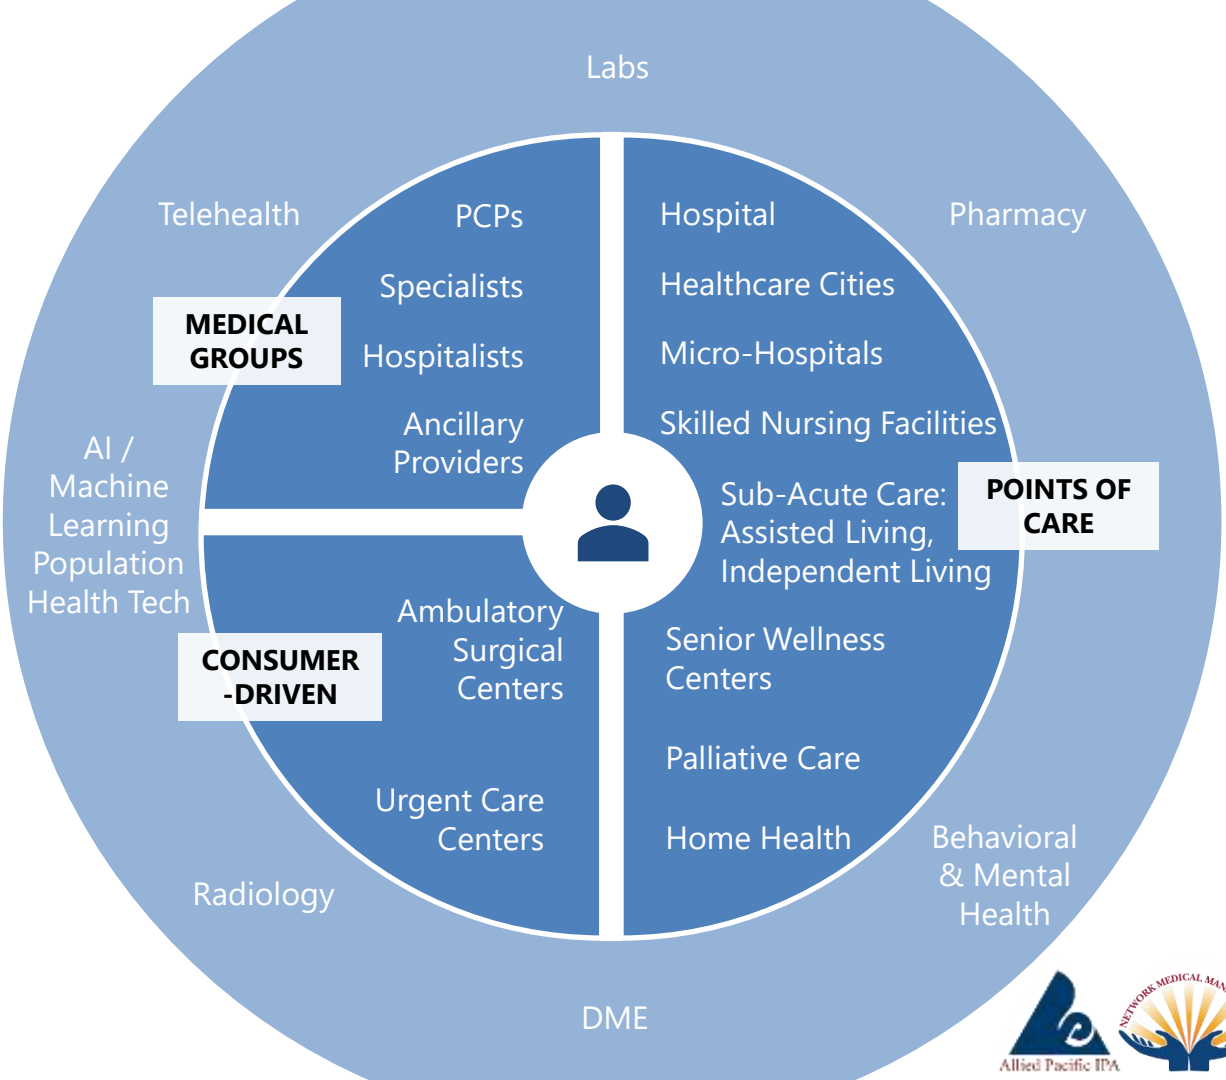 Labs
Telehealth
Pharmacy
PCPs
Specialists
Hospitalists
Ancillary
Providers
MEDICAL
GROUPS
Hospital
Healthcare Cities
Micro-Hospitals
Skilled Nursing Facilities
Sub-Acute Care:
Assisted Living,
Independent Living
POINTS OF
CARE
Senior Wellness
Centers
Palliative Care
Home Health
AI /
Machine
Learning
Population
Health Tech
CONSUMER
-DRIVEN
Ambulatory
Surgical
Centers
Urgent Care
Centers
Radiology
Behavioral
& Mental
Health
DME
Allied Pacific IPA
NETWORK MEDICAL